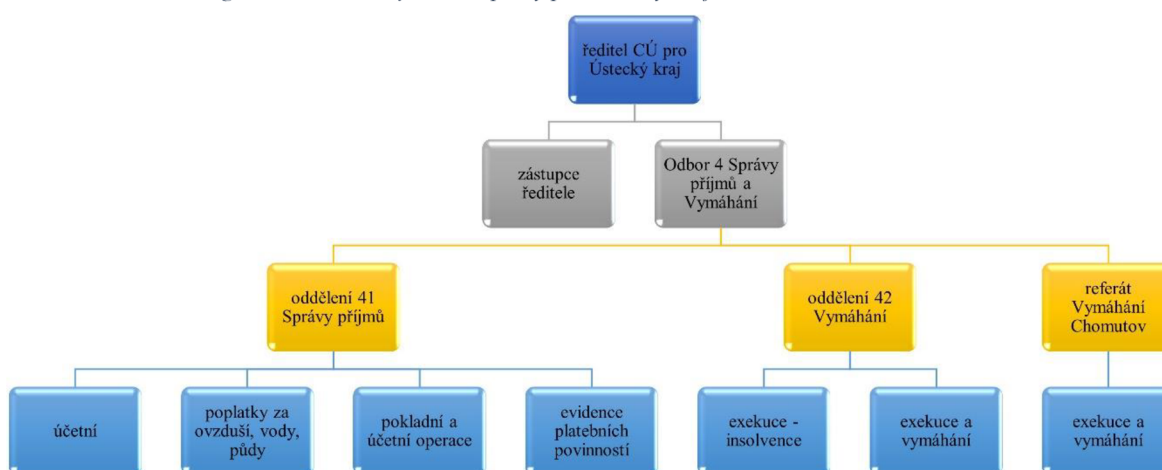 ředitel CÚ pro
Ústecký kraj
zástupce
ředitele
Odbor 4 Správy
příjmů a
Vymáhání
oddělení 41
Správy příjmů
oddělení 42
Vymáhání
referát
Vymáhání
Chomutov
účetní
poplatky za
ovzduší, vody,
půdy
pokladní a
účetní operace
evidence
platebních
povinností
exekuce -
insolvence
exekuce a
vymáhání
exekuce a
vymáhání